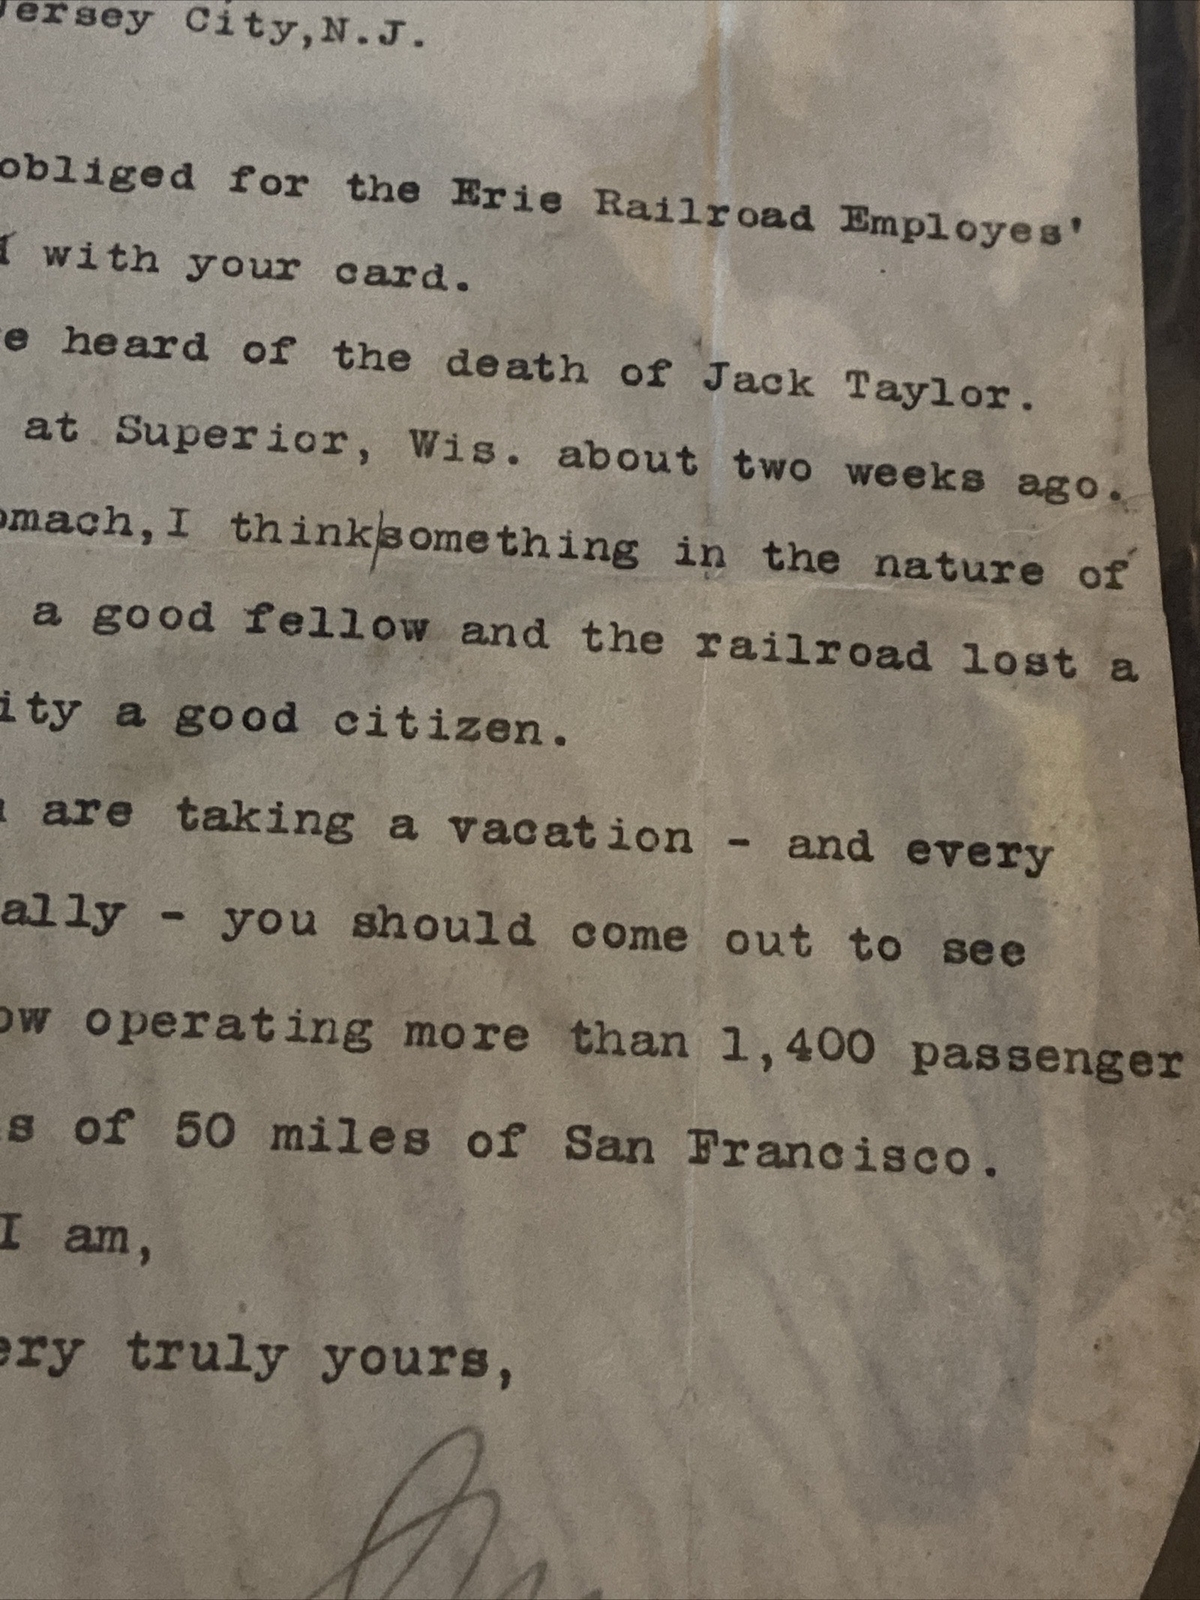 Jersey City,N.J.
obliged for the Erie Railroad Employes'
with your card.
heard of the death of Jack Taylor.
at Superior, Wis. about two weeks ago.
omach,I think something in the nature of
a good fellow and the railroad lost a
ity a good citizen.
are taking a vacation - and every
ally - you should come out to see
ow operating more than 1,400 passenger
s of 50 miles of San Francisco.
I am,
ery truly yours,